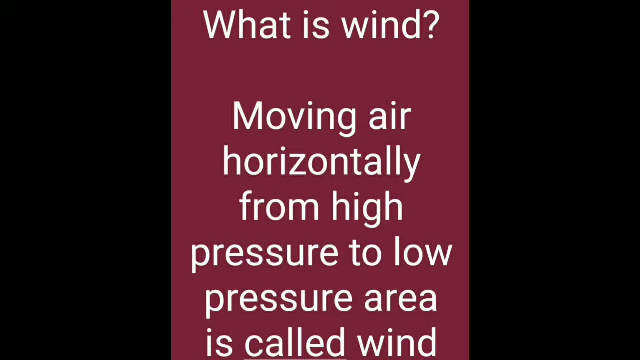 What is wind?
Moving air
horizontally
from high
pressure to low
pressure area
is called wind